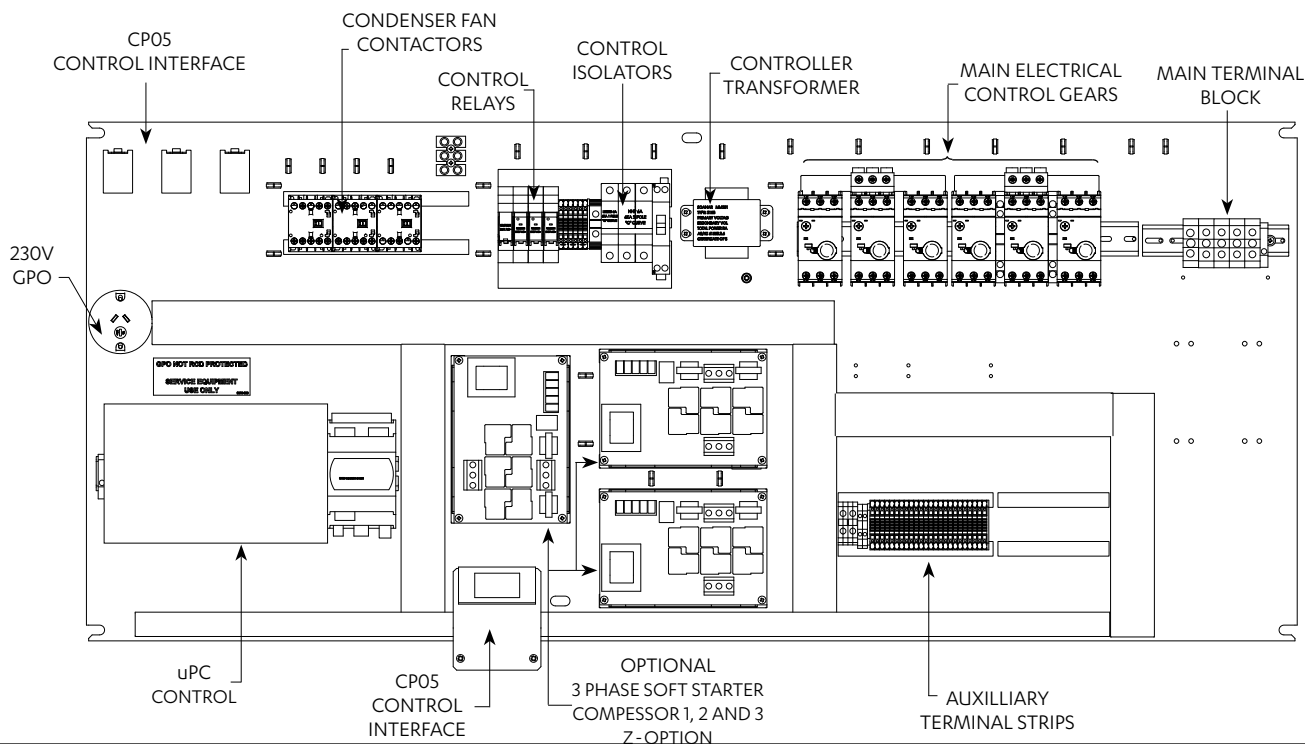 CP05
CONTROL INTERFACE
CONDENSER FAN
CONTACTORS
CONTROL
RELAYS
CONTROL
ISOLATORS
CONTROLLER
TRANSFORMER
MAIN ELECTRICAL
CONTROL GEARS
MAIN TERMINAL
BLOCK
230V
GPO
GPO NOT RCD PROTECTED
SERVICE EQUIPMENT
USE ONLY
uPC
CONTROL
CP05
CONTROL
INTERFACE
OPTIONAL
3 PHASE SOFT STARTER
COMPESSOR 1, 2 AND 3
Z-OPTION
AUXILLIARY
TERMINAL STRIPS